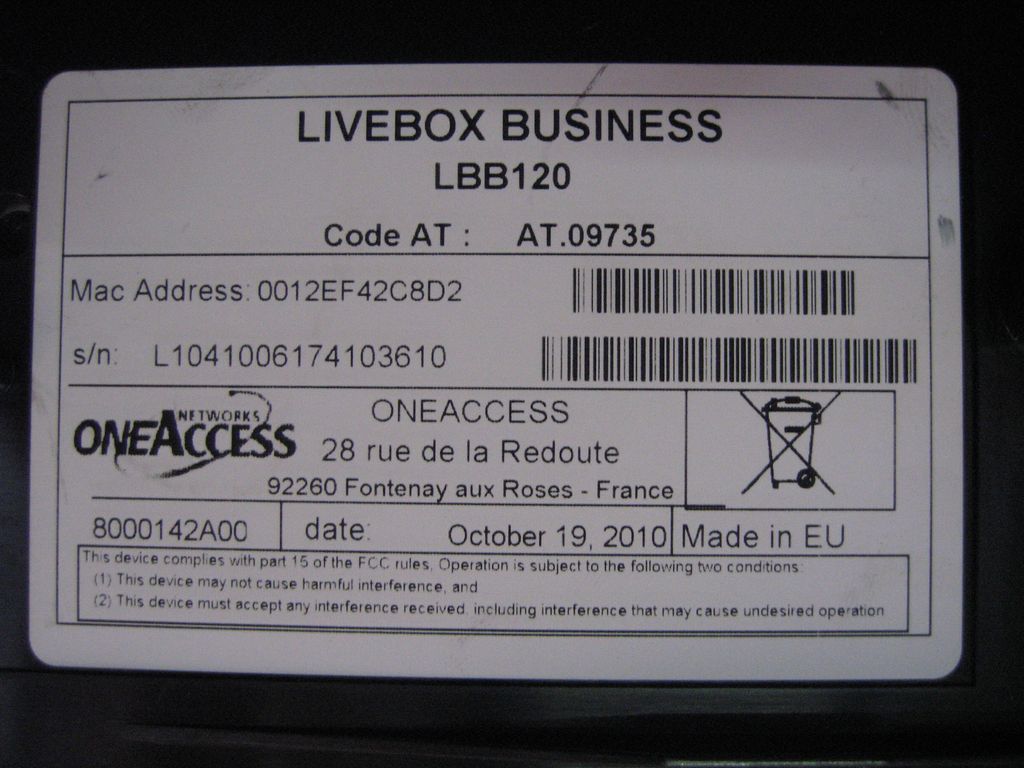 LIVEBOX BUSINESS
LBB120
Code AT : AT.09735
Mac Address: 0012EF42C8D2
s/n: L1041006174103610
NETWORKS
ONEACCESS
ONEACCESS
28 rue de la Redoute
92260 Fontenay aux Roses - France
8000142A00 date: October 19, 2010 Made in EU
This device complies with part 15 of the FCC rules, Operation is subject to the following two conditions:
(1) This device may not cause harmful interference, and
(2) This device must accept any interference received, including interference that may cause undesired operation